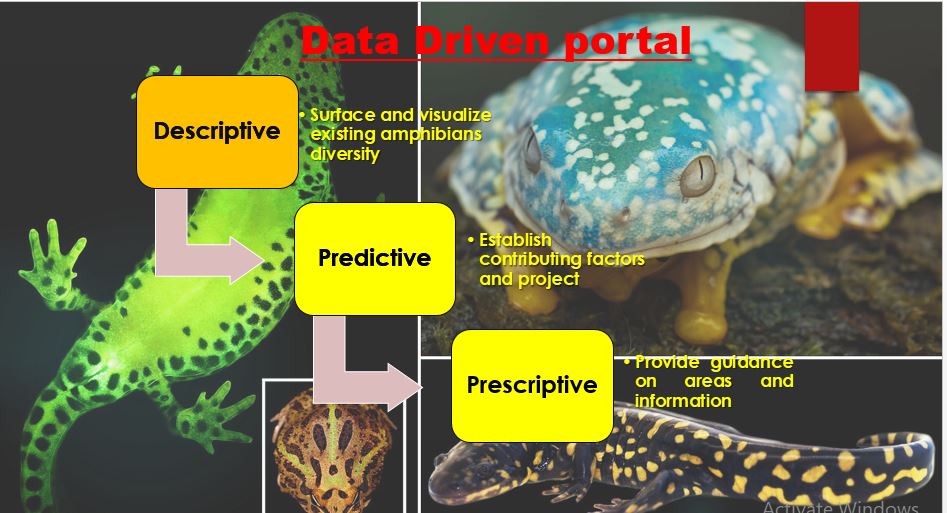 Data Driven portal
Descriptive
• Surface and visualize
existing amphibians
diversity
Predictive
• Establish
contributing factors
and project
Prescriptive
• Provide guidance
on areas and
information
Activate Windows